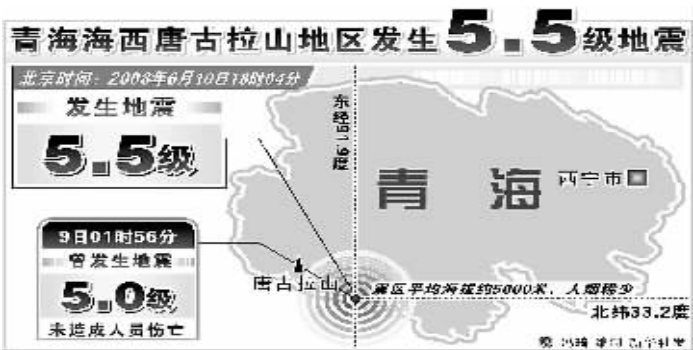 青海海西唐古拉山地区发生5.5级地震
北京时间：2008年6月10日18时04分
发生地震
5.5级
东经91.9度
青海
西宁市
9日01时56分
曾发生地震
5.0级
未造成人员伤亡
唐古拉山
震区平均海拔约5000米，人烟稀少
北纬33.2度